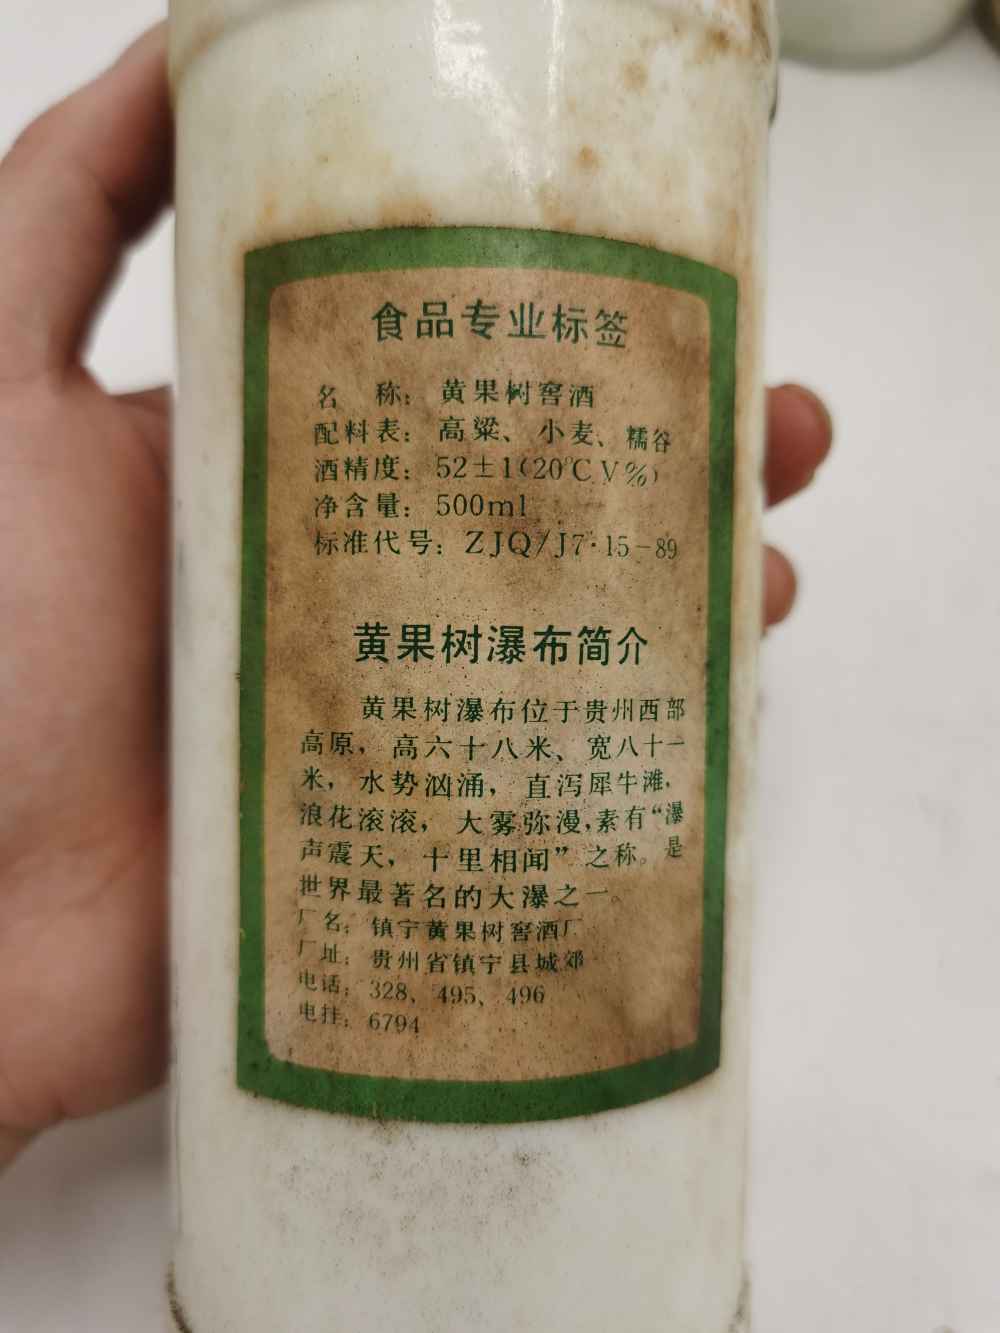 食品专业标签
名 称：黄果树窖酒
配料表：高粱、小麦、糯谷
酒精度：52±1(20℃ V%)
净含量：500ml
标准代号：ZJQ/J7·15-89
黄果树瀑布简介
黄果树瀑布位于贵州西部
高原，高六十八米、宽八十一
米，水势汹涌，直泻犀牛滩，
浪花滚滚，大雾弥漫，素有“瀑
声震天，十里相闻”之称。是
世界最著名的大瀑之一。
厂名：镇宁黄果树窖酒厂
厂址：贵州省镇宁县城郊
电话：328、495、496
电挂：6794